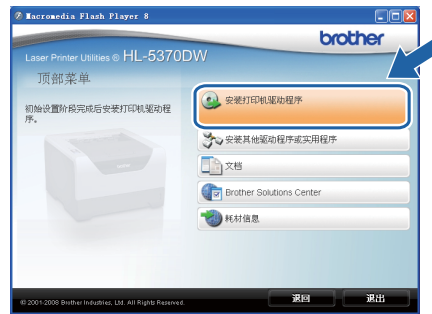 Macromedia Flash Player 8
brother
Laser Printer Utilities ® HL-5370DW
顶部菜单
初始设置阶段完成后安装打印机驱动程
序。
安装打印机驱动程序
安装其他驱动程序或实用程序
文档
Brother Solutions Center
耗材信息
© 2001-2008 Brother Industries, Ltd. All Rights Reserved.
退回
退出